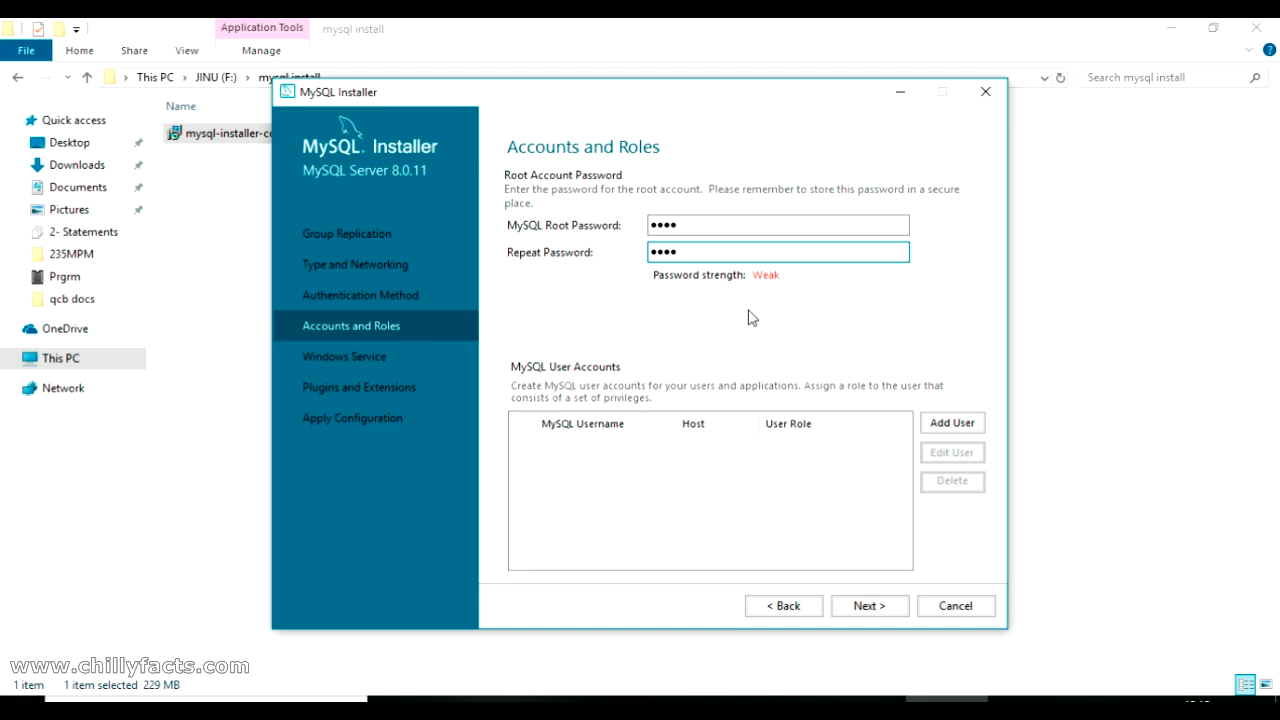 Application Tools
mysql install
File
Home
Share
View
Manage
This PC
JINU (F:)
mysql install
Search mysql install
Quick access
Desktop
Downloads
Documents
Pictures
2- Statements
235MPM
Prgrm
qcb docs
OneDrive
This PC
Network
Name
mysql-installer-co
MySQL Installer
MySQL. Installer
MySQL Server 8.0.11
Group Replication
Type and Networking
Authentication Method
Accounts and Roles
Windows Service
Plugins and Extensions
Apply Configuration
Accounts and Roles
Root Account Password
Enter the password for the root account. Please remember to store this password in a secure
place.
MySQL Root Password: ●●●●
Repeat Password: ●●●●
Password strength: Weak
MySQL User Accounts
Create MySQL user accounts for your users and applications. Assign a role to the user that
consists of a set of privileges.
MySQL Username Host User Role
Add User
Edit User
Delete
< Back
Next >
Cancel
www.chillyfacts.com
1 item
1 item selected 229 MB